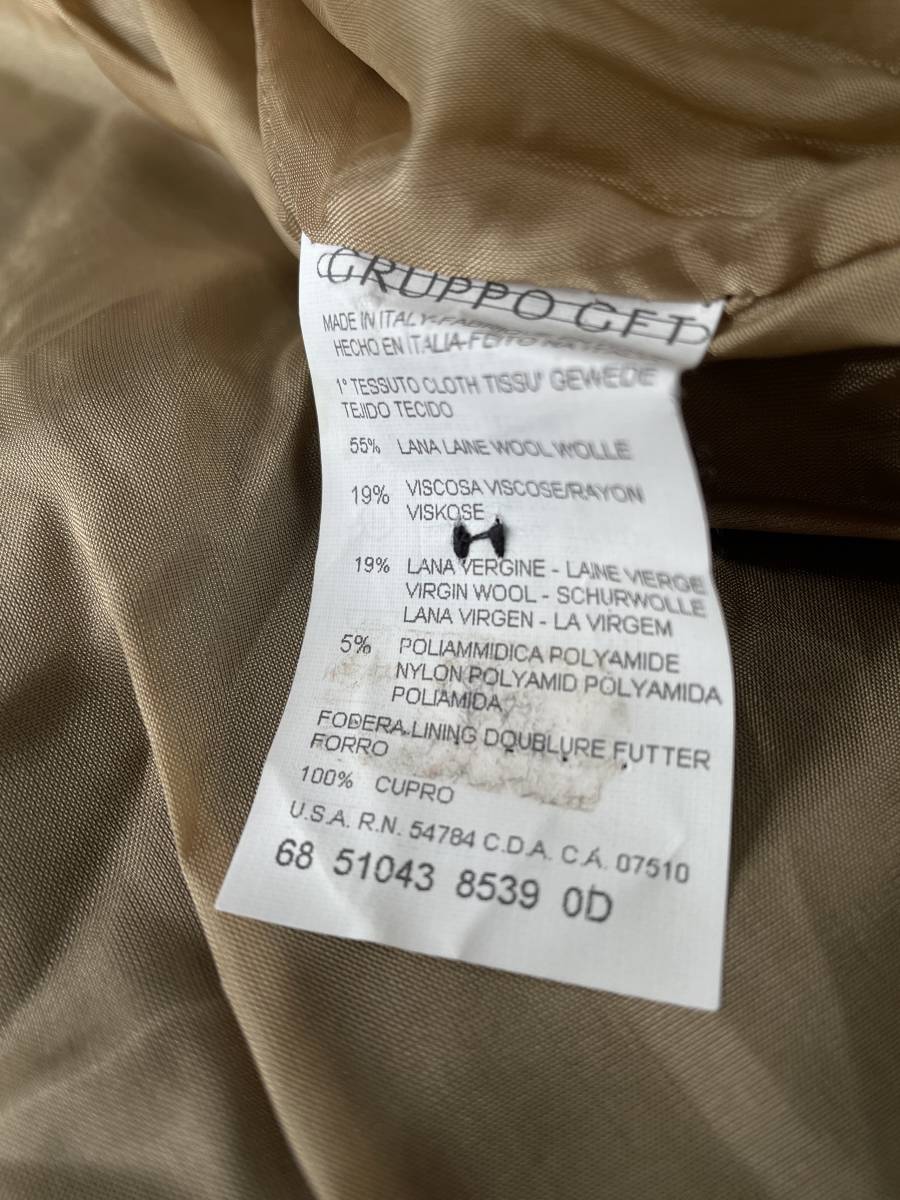 GRUPPO GFT
MADE IN ITALY-
HECHO EN ITALIA-FEITO
1° TESSUTO CLOTH TISSU' GEWEDE
TEJIDO TECIDO
55% LANA LAINE WOOL WOLLE
19% VISCOSA VISCOSE/RAYON
VISKOSE
19% LANA VERGINE - LAINE VIERGE
VIRGIN WOOL - SCHURWOLLE
LANA VIRGEN - LA VIRGEM
5% POLIAMMIDICA POLYAMIDE
NYLON POLYAMID POLYAMIDA
POLIAMIDA
FODERA LINING DOUBLURE FUTTER
FORRO
100% CUPRO
U.S.A. R.N. 54784 C.D.A. C.A. 07510
68 51043 8539 0D